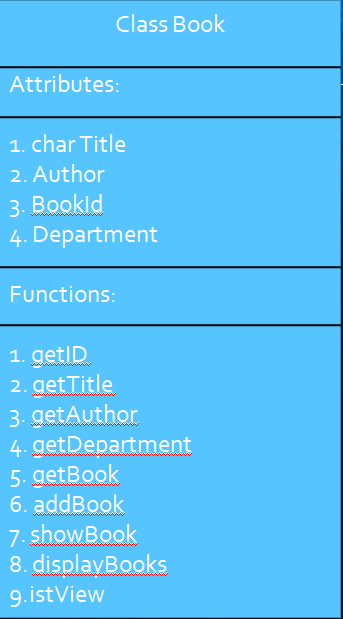 Class Book
Attributes:
1. char Title
2. Author
3. BookId
4. Department
Functions:
1. getID
2. getTitle
3. getAuthor
4. getDepartment
5. getBook
6. addBook
7. showBook
8. displayBooks
9.istView